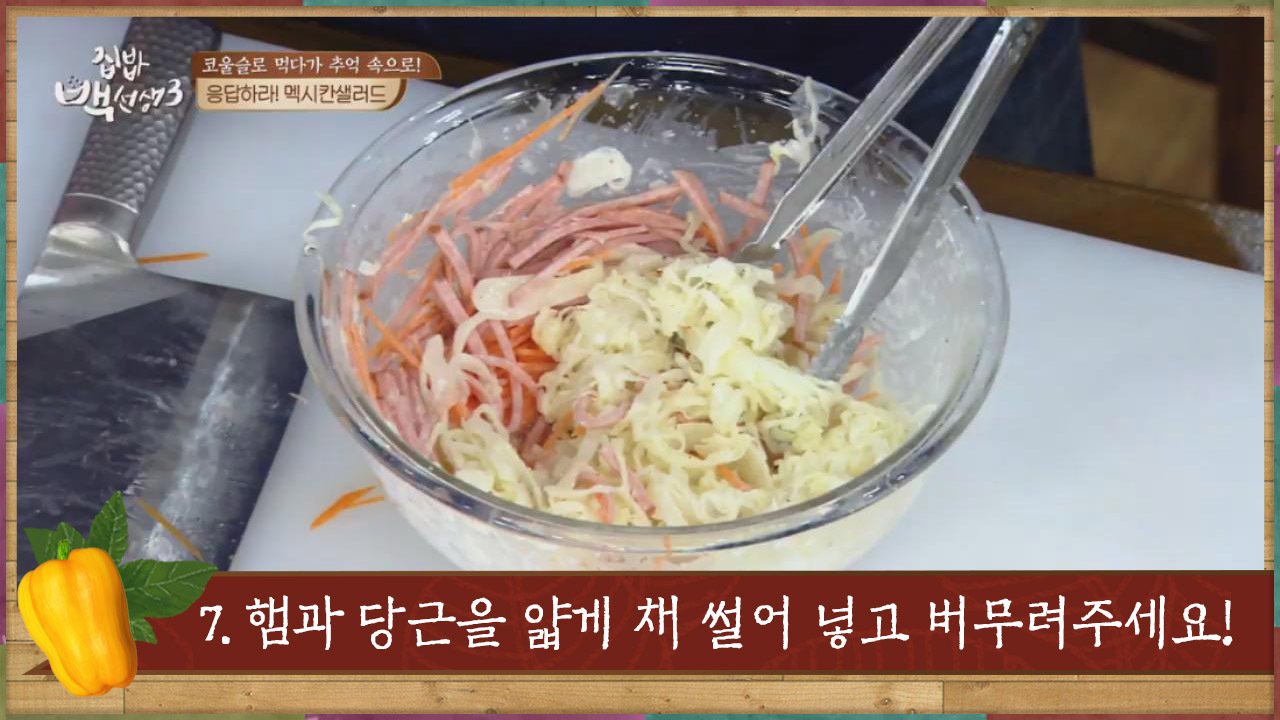 집밥
백선생3
코울슬로 먹다가 추억 속으로!
응답하라! 멕시칸샐러드
7. 햄과 당근을 얇게 채 썰어 넣고 버무려주세요!